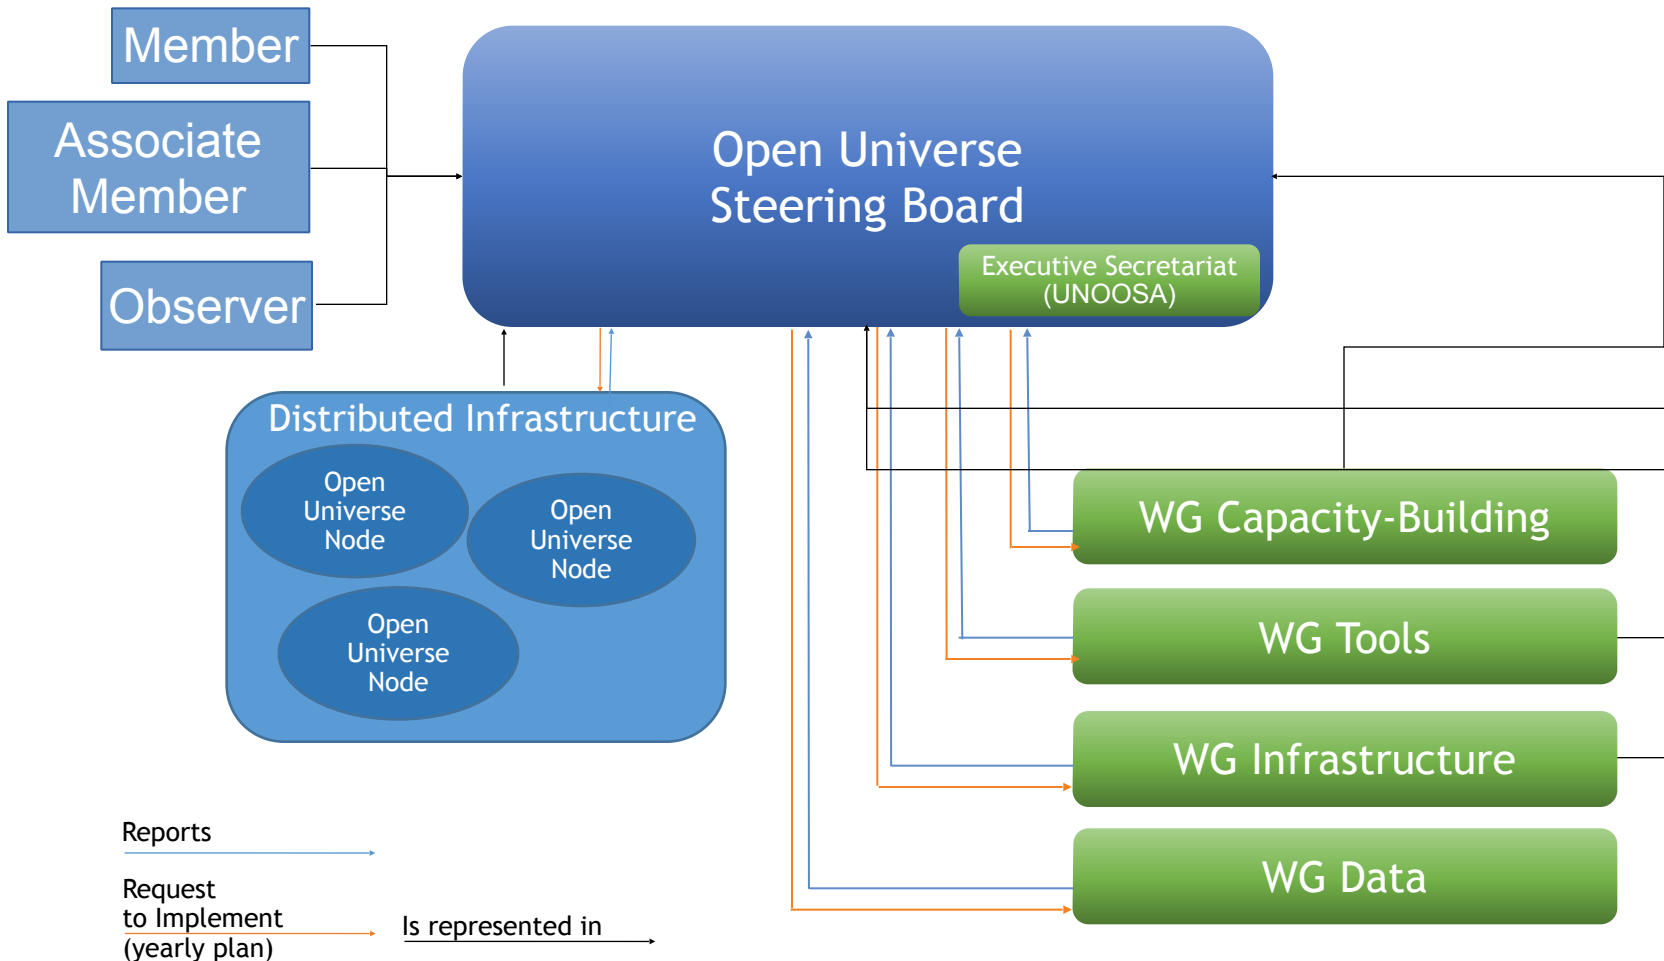 Member
Associate
Member
Observer
Open Universe
Steering Board
Executive Secretariat
(UNOOSA)
Distributed Infrastructure
Open
Universe
Node
Open
Universe
Node
Open
Universe
Node
WG Capacity-Building
WG Tools
WG Infrastructure
WG Data
Reports
Request
to Implement
(yearly plan)
Is represented in